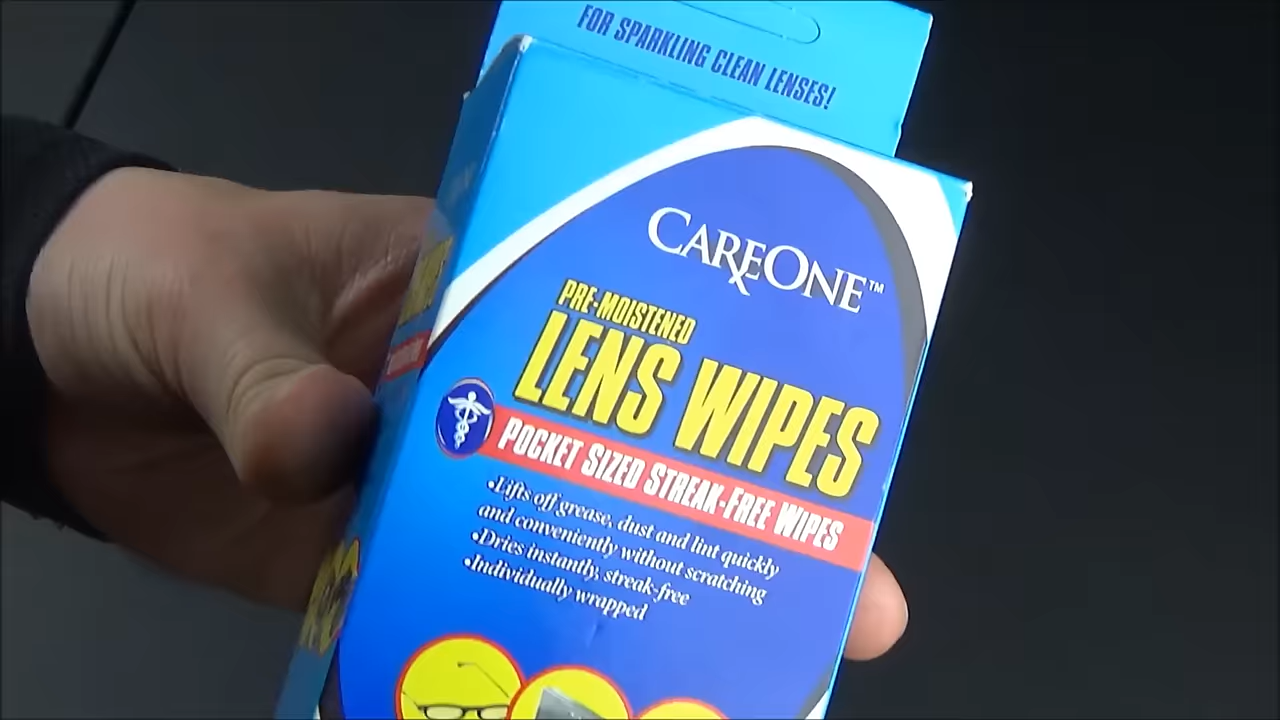 FOR SPARKLING CLEAN LENSES!
CAREONE™
PRE-MOISTENED
LENS WIPES
POCKET SIZED STREAK-FREE WIPES
•Lifts off grease, dust and lint quickly
and conveniently without scratching
•Dries instantly, streak-free
•Individually wrapped